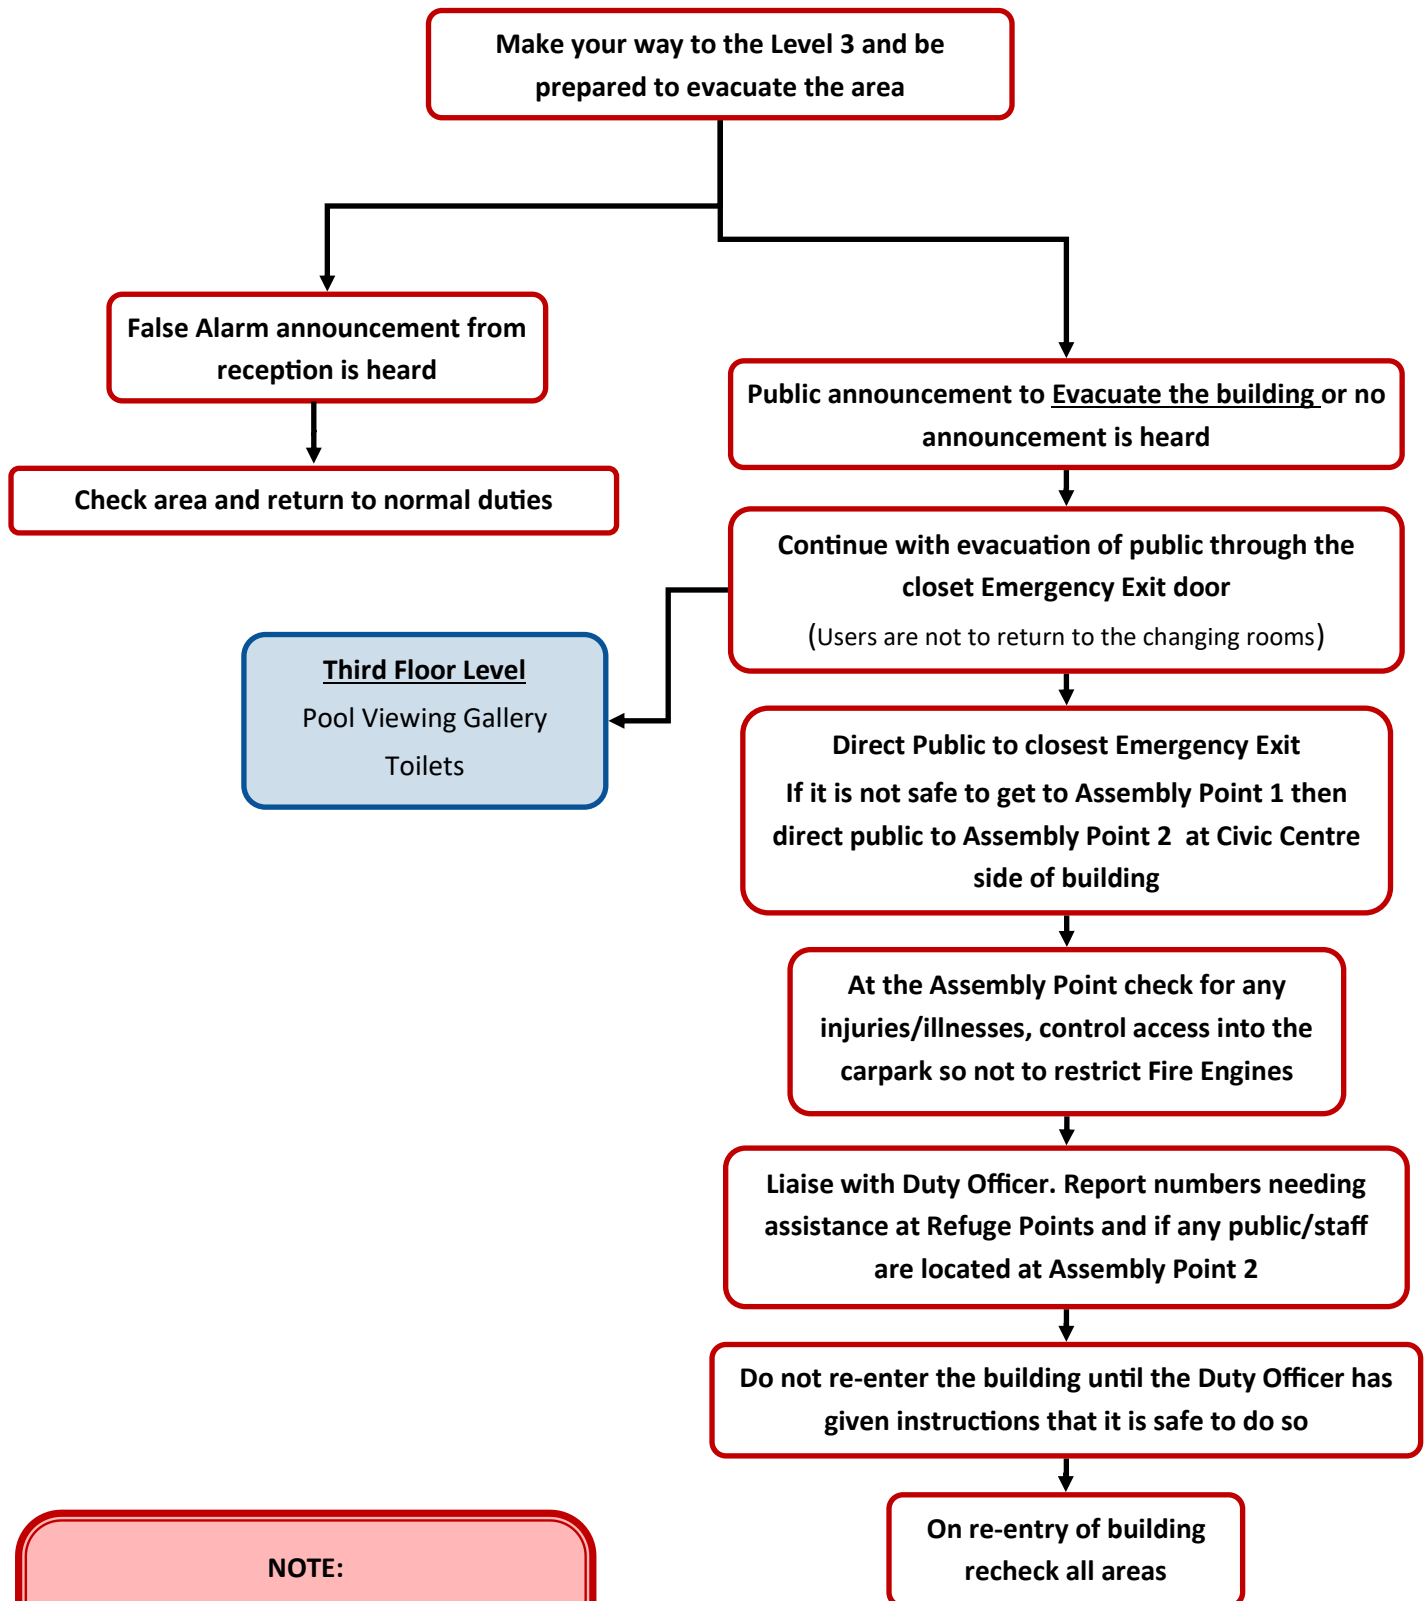 Make your way to the Level 3 and be
prepared to evacuate the area
False Alarm announcement from
reception is heard
Check area and return to normal duties
Public announcement to Evacuate the building or no
announcement is heard
Continue with evacuation of public through the
closet Emergency Exit door
(Users are not to return to the changing rooms)
Third Floor Level
Pool Viewing Gallery
Toilets
Direct Public to closest Emergency Exit
If it is not safe to get to Assembly Point 1 then
direct public to Assembly Point 2 at Civic Centre
side of building
At the Assembly Point check for any
injuries/illnesses, control access into the
carpark so not to restrict Fire Engines
Liaise with Duty Officer. Report numbers needing
assistance at Refuge Points and if any public/staff
are located at Assembly Point 2
Do not re-enter the building until the Duty Officer has
given instructions that it is safe to do so
On re-entry of building
recheck all areas
NOTE: